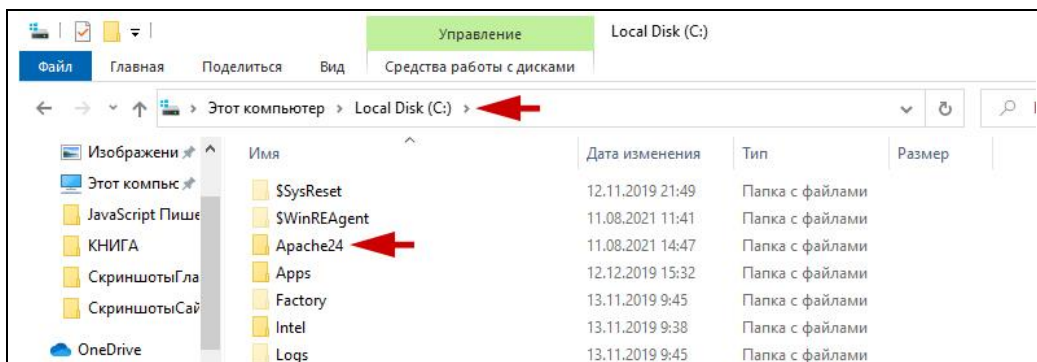 Управление Local Disk (C:)
Файл Главная Поделиться Вид Средства работы с дисками
Этот компьютер > Local Disk (C:) >
Изображени Имя Дата изменения Тип Размер
Этот компьк $SysReset 12.11.2019 21:49 Папка с файлами
JavaScript Пише $WinREAgent 11.08.2021 11:41 Папка с файлами
КНИГА Apache24 11.08.2021 14:47 Папка с файлами
СкриншотыГла Apps 12.12.2019 15:32 Папка с файлами
СкриншотыСай Factory 13.11.2019 9:45 Папка с файлами
Intel 13.11.2019 9:38 Папка с файлами
OneDrive Logs 13.11.2019 9:45 Папка с файлами